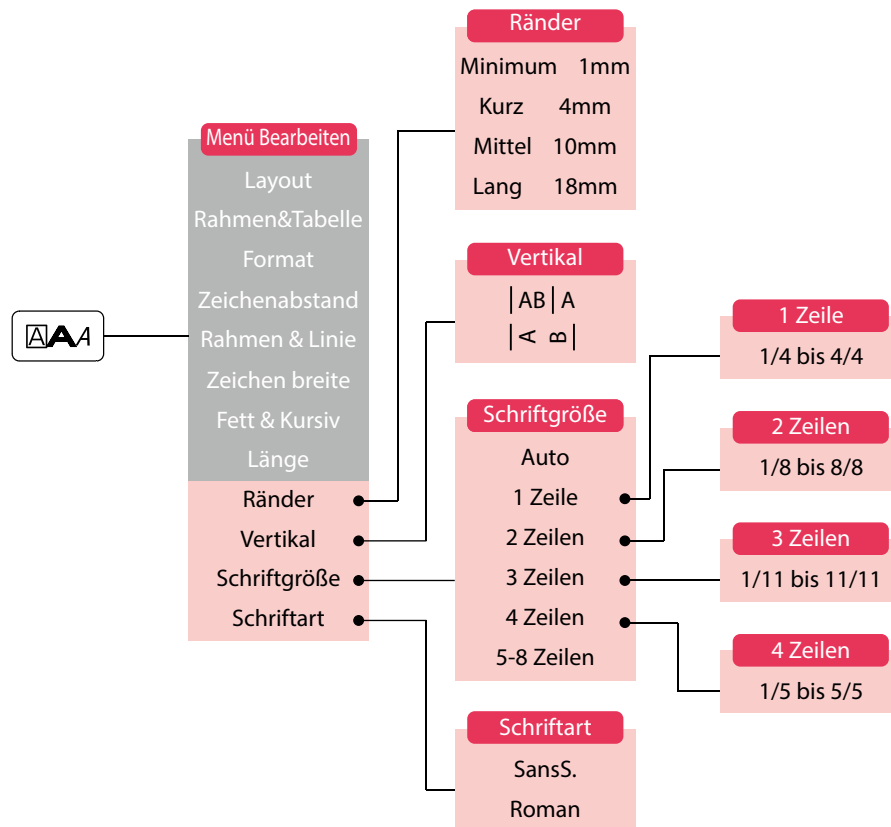 AAA
Menü Bearbeiten
Layout
Rahmen&Tabelle
Format
Zeichenabstand
Rahmen & Linie
Zeichen breite
Fett & Kursiv
Länge
Ränder
Vertikal
Schriftgröße
Schriftart
Ränder
Minimum 1mm
Kurz 4mm
Mittel 10mm
Lang 18mm
Vertikal
|AB|A
|A B|
Schriftgröße
Auto
1 Zeile
2 Zeilen
3 Zeilen
4 Zeilen
5-8 Zeilen
Schriftart
SansS.
Roman
1 Zeile
1/4 bis 4/4
2 Zeilen
1/8 bis 8/8
3 Zeilen
1/11 bis 11/11
4 Zeilen
1/5 bis 5/5